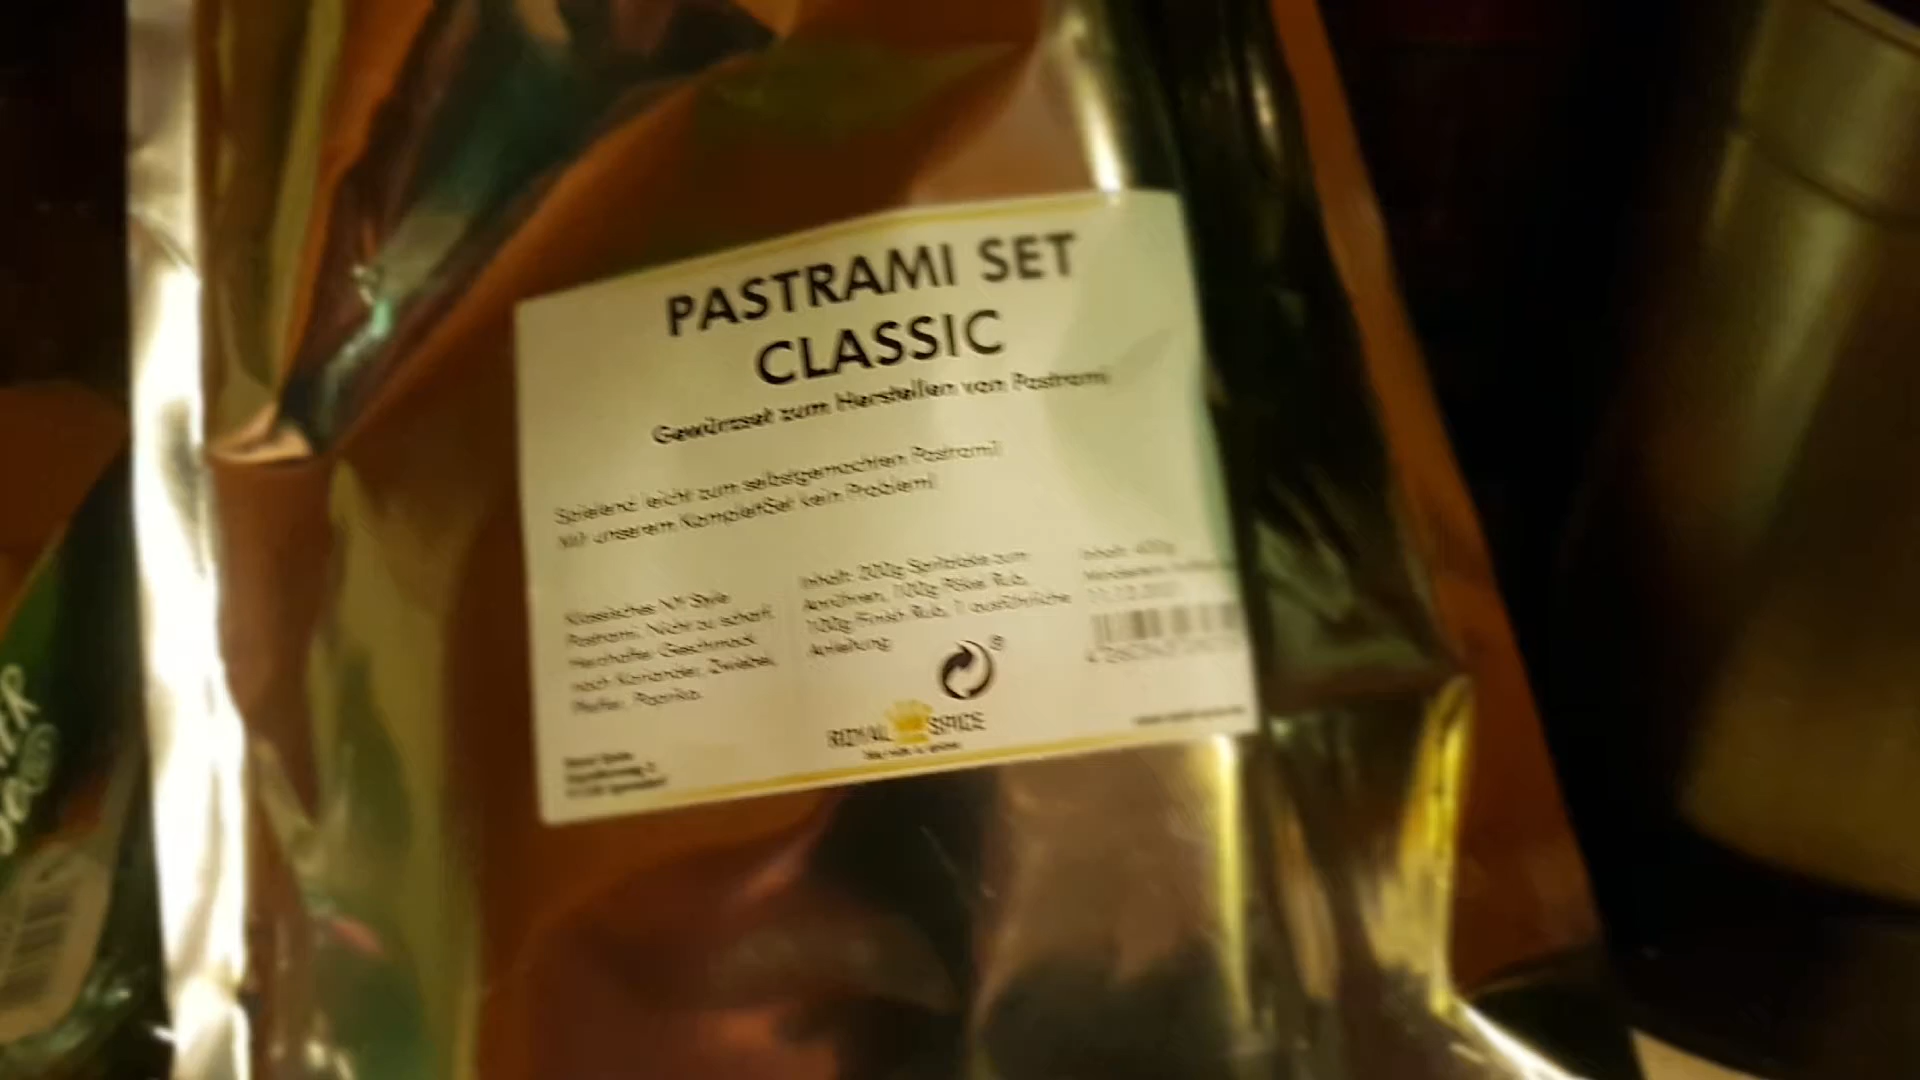 PASTRAMI SET
CLASSIC
Gewürzset zum Herstellen von Pastrami
Spielend leicht zum selbstgemachten Pastrami!
Mit unserem KomplettSet kein Problem!
Klassisches NY Style
Pastrami. Nicht zu scharf.
Herzhafter Geschmack
nach Koriander, Zwiebel,
Pfeffer, Paprika.
Inhalt: 200g Spritzlake zum
Anrühren, 100g Pökel Rub,
100g Finish Rub, 1 ausführliche
Anleitung
Inhalt: 400g
ROYAL SPICE